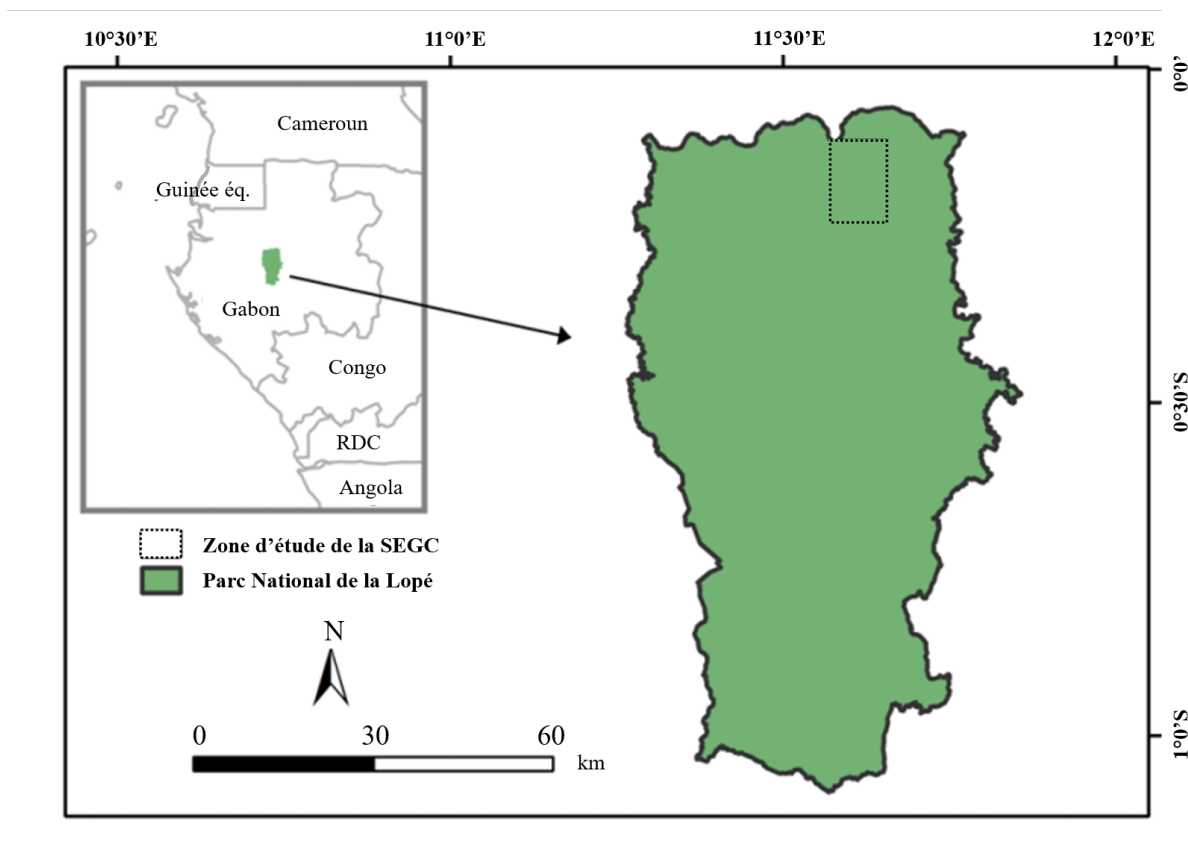 10°30’E 11°0’E 11°30’E 12°0’E
0°0’
Cameroun
Guinée éq.
Gabon
Congo
0°30’S
RDC
Angola
Zone d’étude de la SEGC
Parc National de la Lopé
N
1°0’S
0 30 60
km